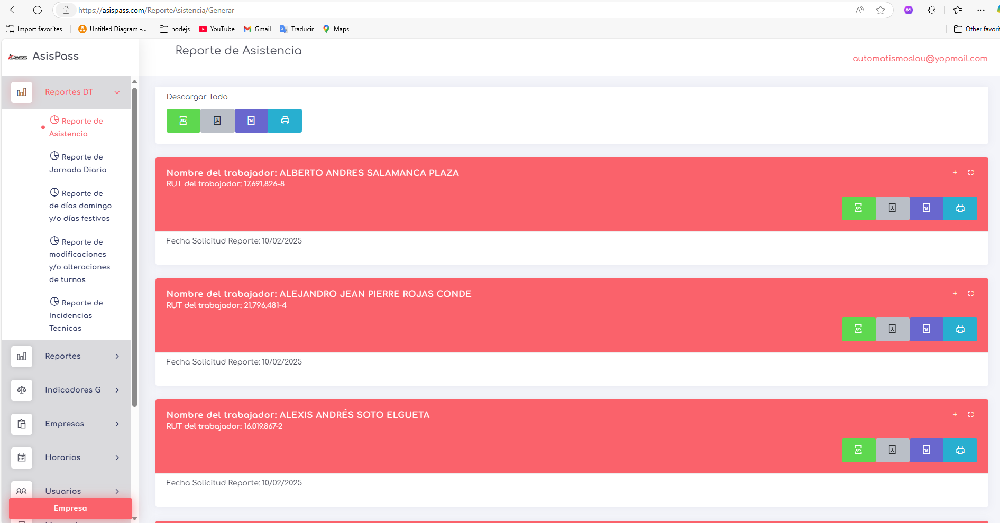 https://asispass.com/ReporteAsistencia/Generar
Import favorites
Untitled Diagram -...
nodejs
YouTube
Gmail
Traducir
Maps
Other favori
AsisPass
Reporte de Asistencia
automatismoslau@yopmail.com
Reportes DT
Reporte de
Asistencia
Reporte de
Jornada Diaria
Reporte de
de días domingo
y/o días festivos
Reporte de
modificaciones
y/o alteraciones
de turnos
Reporte de
Incidencias
Tecnicas
Reportes
Indicadores G
Empresas
Horarios
Usuarios
Empresa
Descargar Todo
XLS
Nombre del trabajador: ALBERTO ANDRES SALAMANCA PLAZA
RUT del trabajador: 17.691.826-8
XLS
Fecha Solicitud Reporte: 10/02/2025
Nombre del trabajador: ALEJANDRO JEAN PIERRE ROJAS CONDE
RUT del trabajador: 21.796.481-4
XLS
Fecha Solicitud Reporte: 10/02/2025
Nombre del trabajador: ALEXIS ANDRÉS SOTO ELGUETA
RUT del trabajador: 16.019.867-2
XLS
Fecha Solicitud Reporte: 10/02/2025